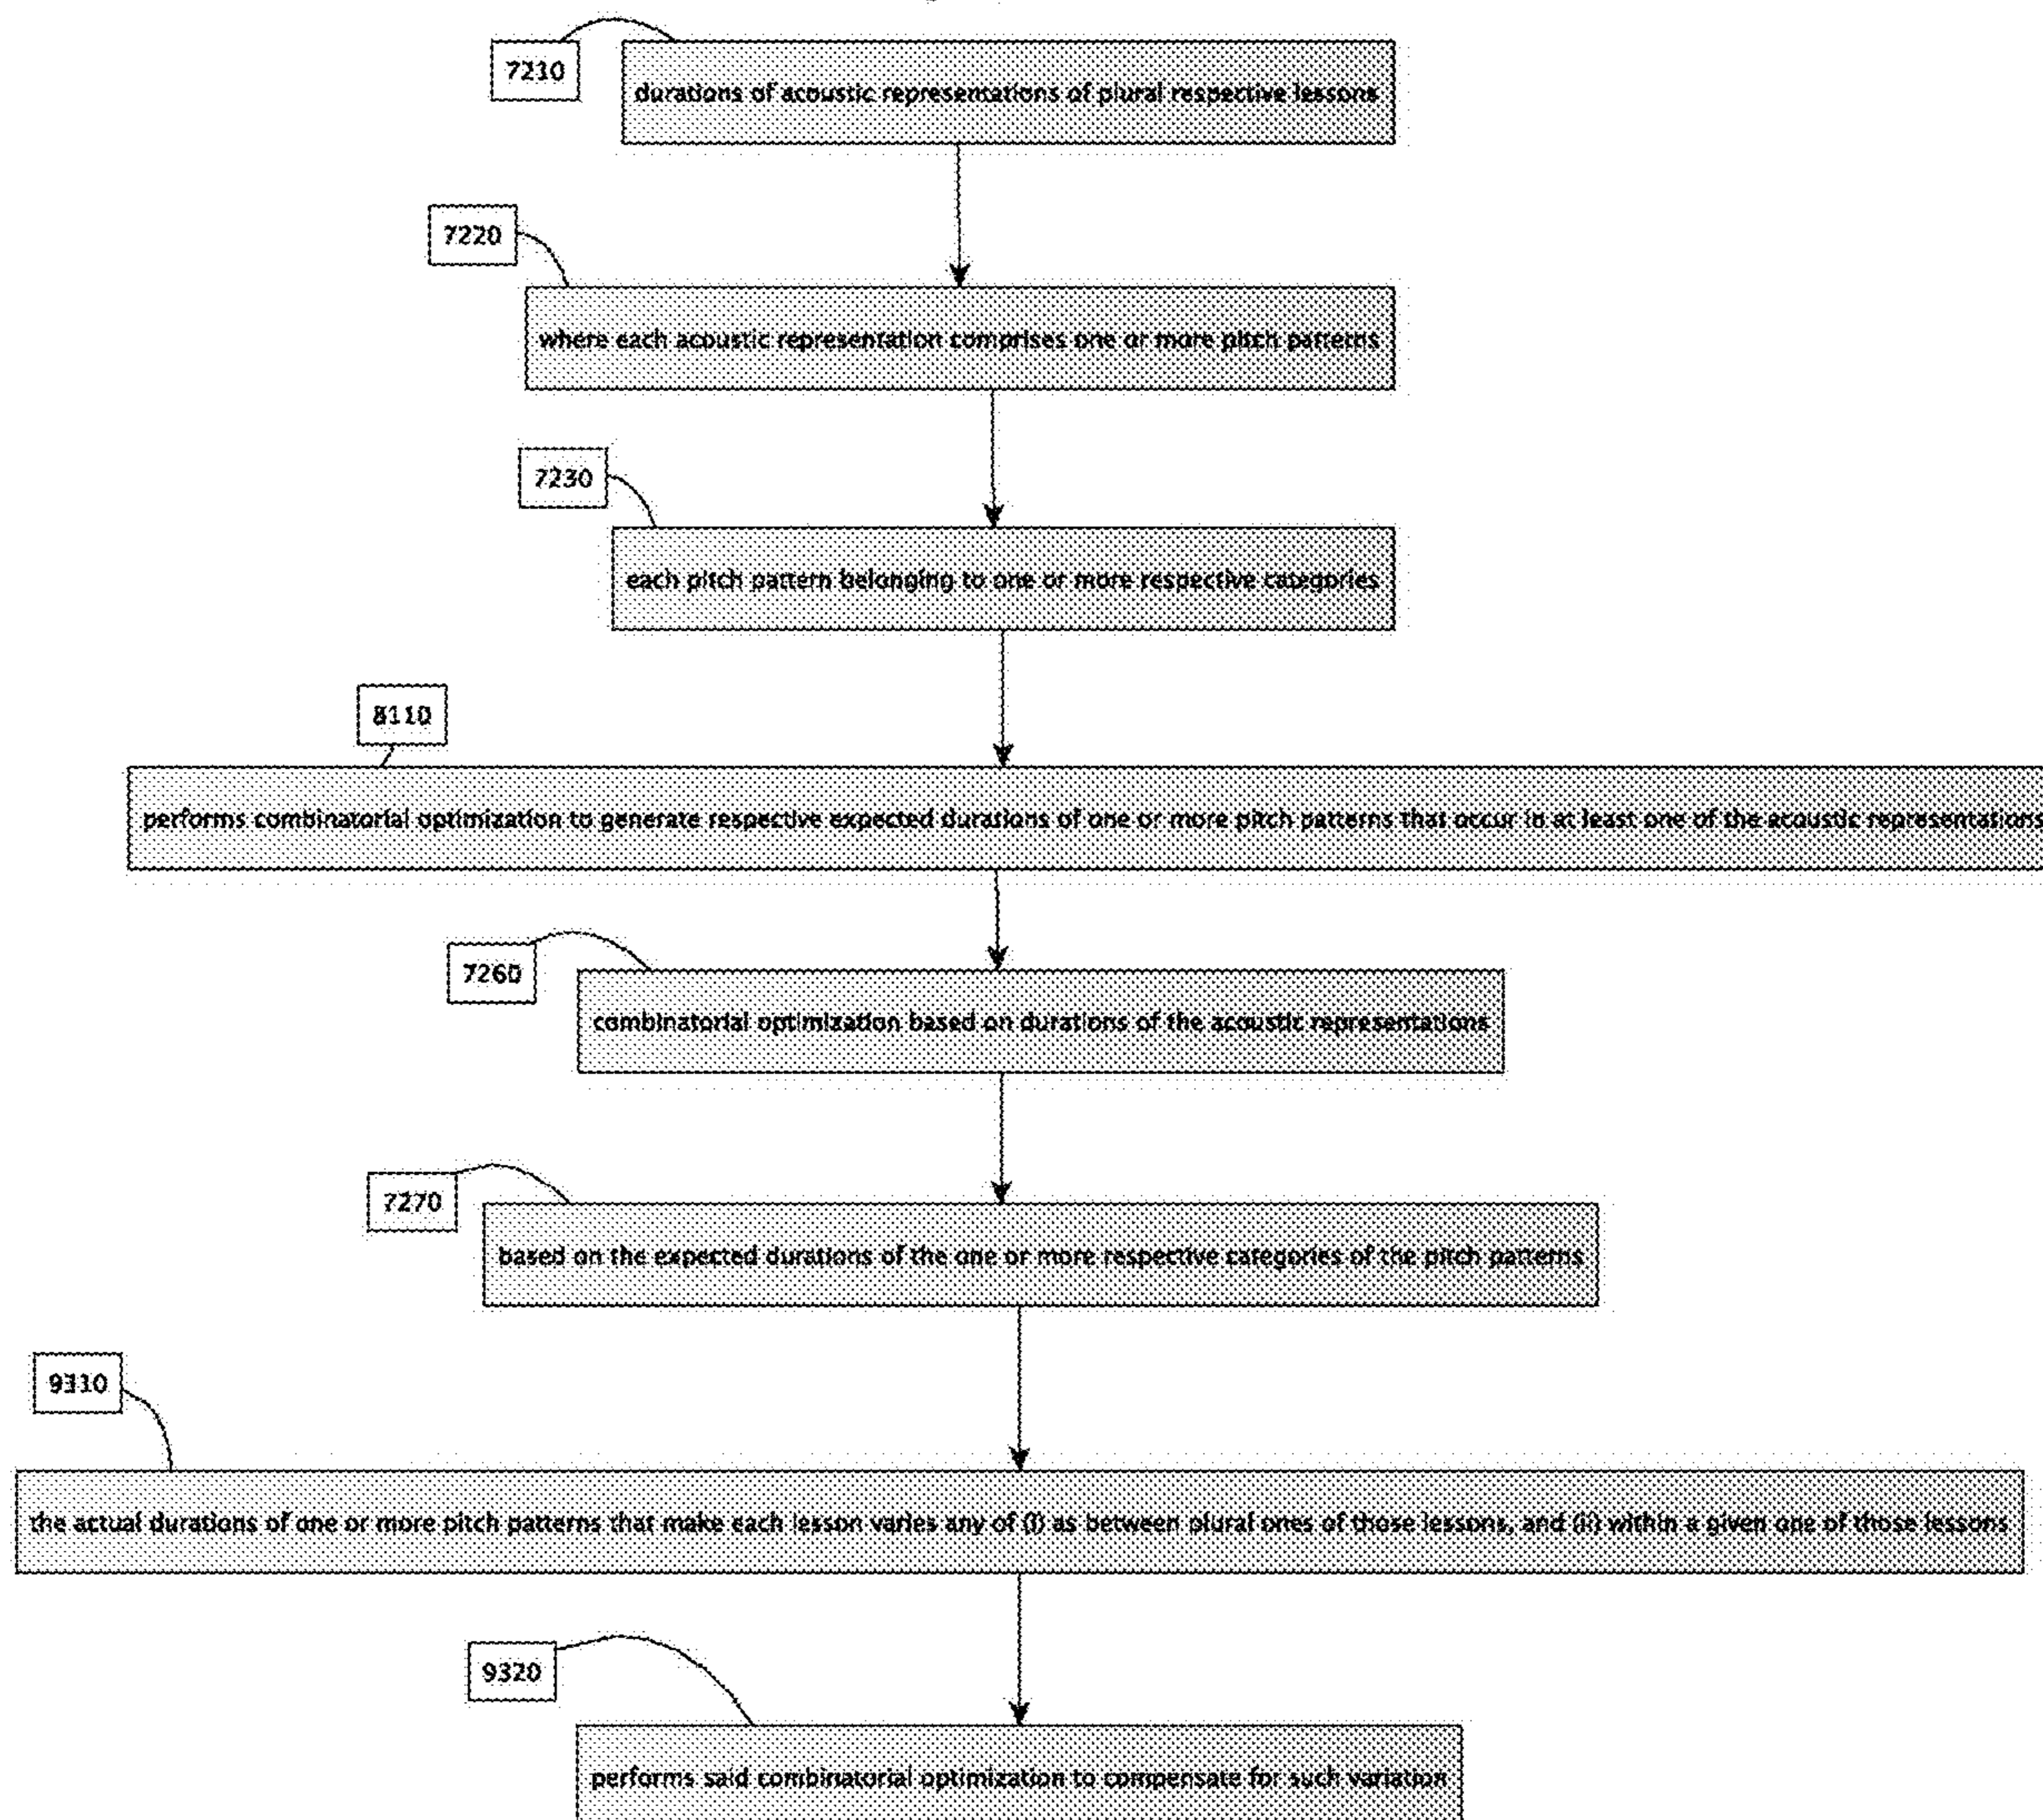 7210
durations of acoustic representations of plural respective lessons
7220
where each acoustic representation comprises one or more pitch patterns
7230
each pitch pattern belonging to one or more respective categories
8110
performs combinatorial optimization to generate respective expected durations of one or more pitch patterns that occur in at least one of the acoustic representations
7260
combinatorial optimization based on durations of the acoustic representations
7270
based on the expected durations of the one or more respective categories of the pitch patterns
9310
the actual durations of one or more pitch patterns that make each lesson varies any of (i) as between plural ones of those lessons, and (ii) within a given one of those lessons
9320
performs said combinatorial optimization to compensate for such variation